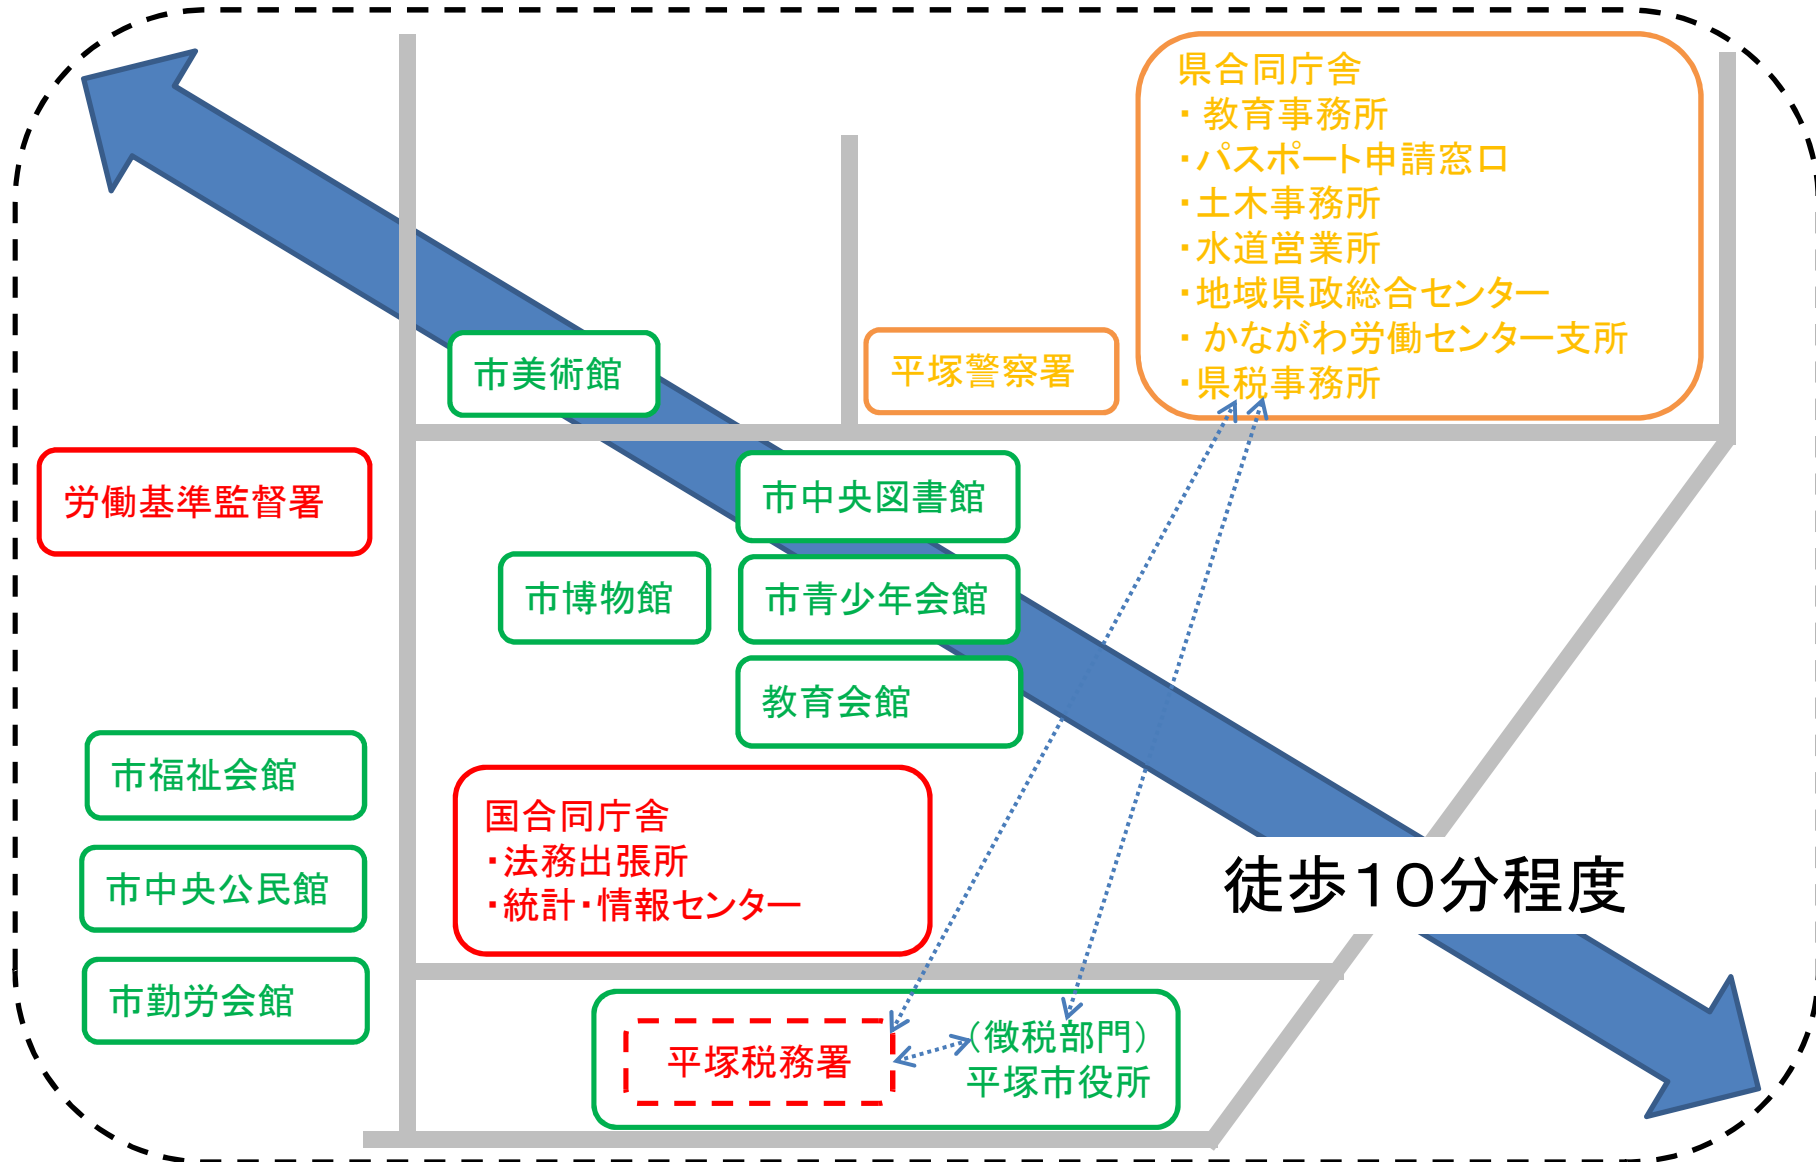 県合同庁舎
・教育事務所
・パスポート申請窓口
・土木事務所
・水道営業所
・地域県政総合センター
・かながわ労働センター支所
・県税事務所
市美術館
平塚警察署
労働基準監督署
市中央図書館
市博物館
市青少年会館
教育会館
市福祉会館
市中央公民館
市勤労会館
国合同庁舎
・法務出張所
・統計・情報センター
徒歩10分程度
平塚税務署
（徴税部門）
平塚市役所